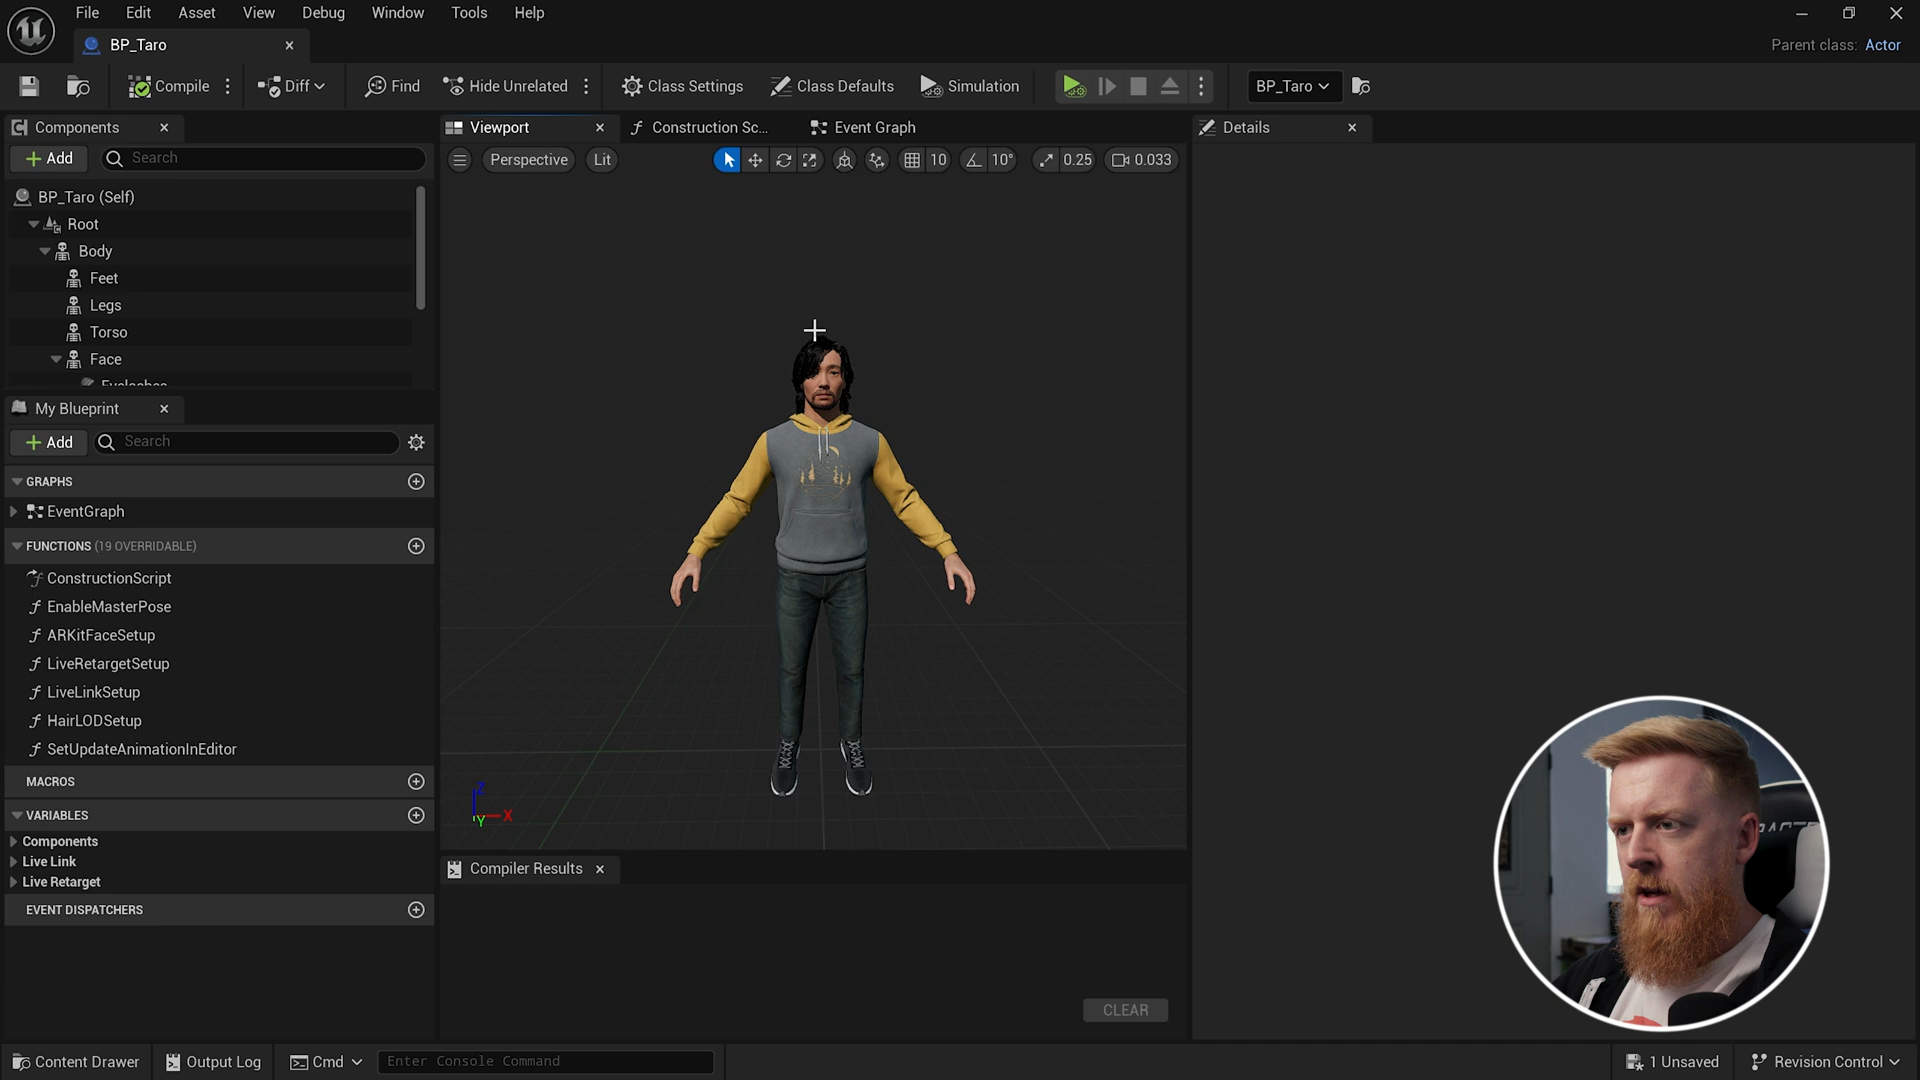 File Edit Asset View Debug Window Tools Help
BP_Taro
Parent class: Actor
Compile Diff Find Hide Unrelated Class Settings Class Defaults Simulation BP_Taro
Components
Add Search
BP_Taro (Self)
Root
Body
Feet
Legs
Torso
Face
Eyelashes
My Blueprint
Add Search
GRAPHS
EventGraph
FUNCTIONS (19 OVERRIDABLE)
ConstructionScript
EnableMasterPose
ARKitFaceSetup
LiveRetargetSetup
LiveLinkSetup
HairLODSetup
SetUpdateAnimationInEditor
MACROS
VARIABLES
Components
Live Link
Live Retarget
EVENT DISPATCHERS
Viewport Construction Sc... Event Graph
Perspective Lit 10 10° 0.25 0.033
Z
Y X
Compiler Results
CLEAR
Details
Content Drawer Output Log Cmd Enter Console Command 1 Unsaved Revision Control